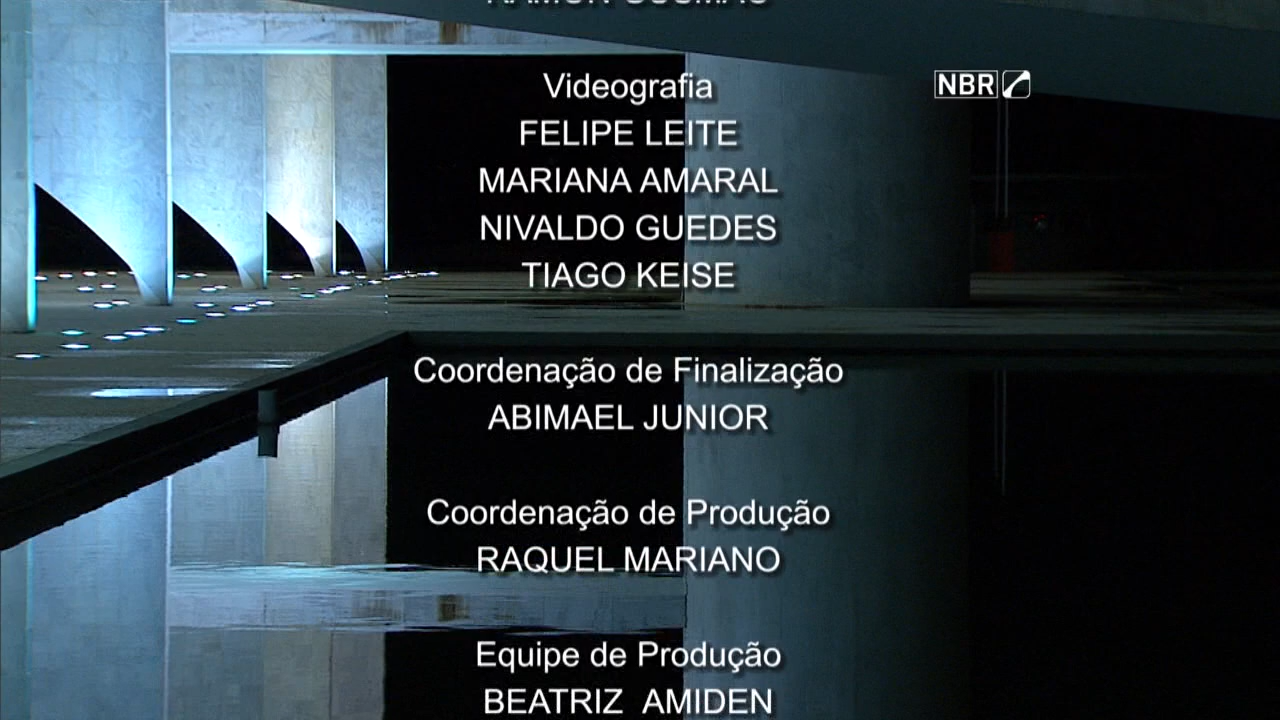 NBR
Videografia
FELIPE LEITE
MARIANA AMARAL
NIVALDO GUEDES
TIAGO KEISE
Coordenação de Finalização
ABIMAEL JUNIOR
Coordenação de Produção
RAQUEL MARIANO
Equipe de Produção
BEATRIZ AMIDEN